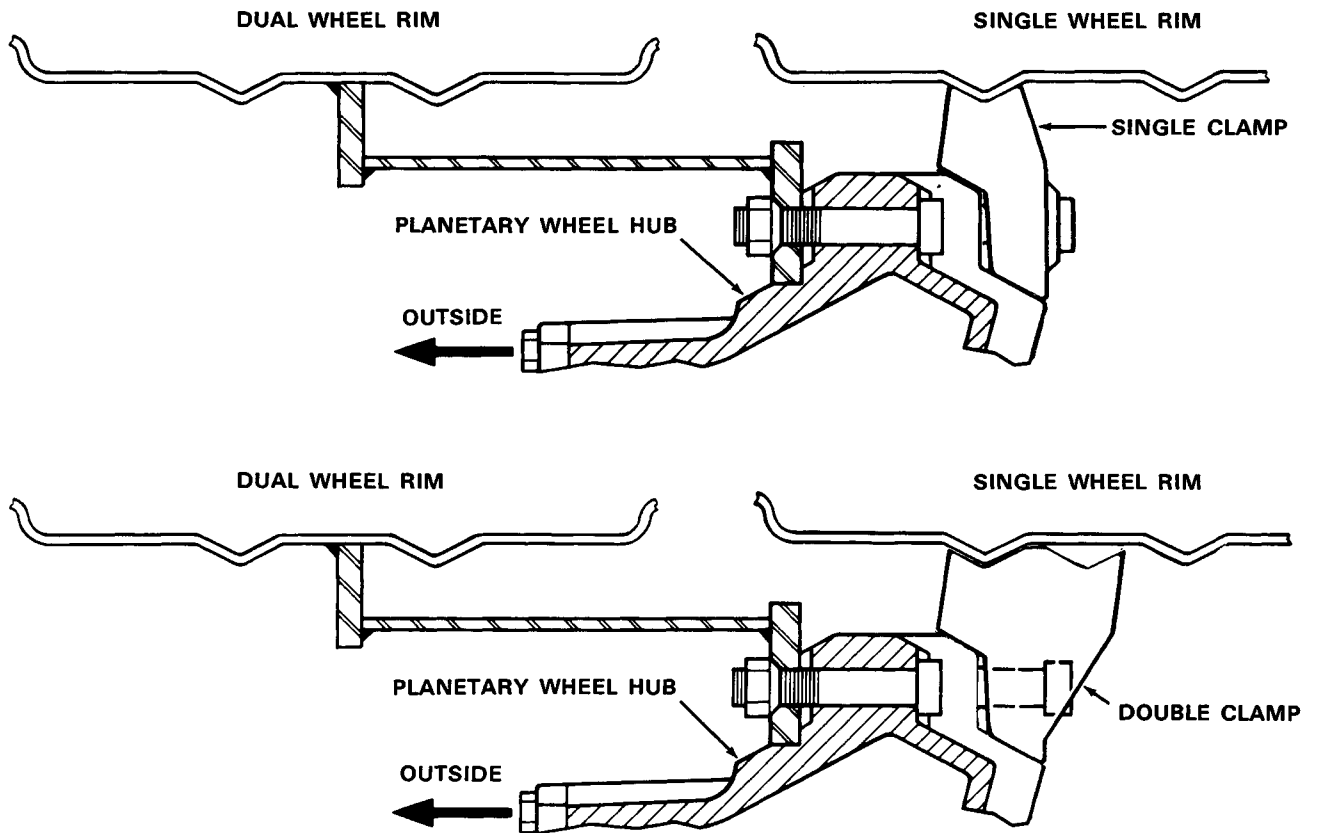 DUAL WHEEL RIM
SINGLE WHEEL RIM
SINGLE CLAMP
PLANETARY WHEEL HUB
OUTSIDE
DUAL WHEEL RIM
SINGLE WHEEL RIM
PLANETARY WHEEL HUB
DOUBLE CLAMP
OUTSIDE